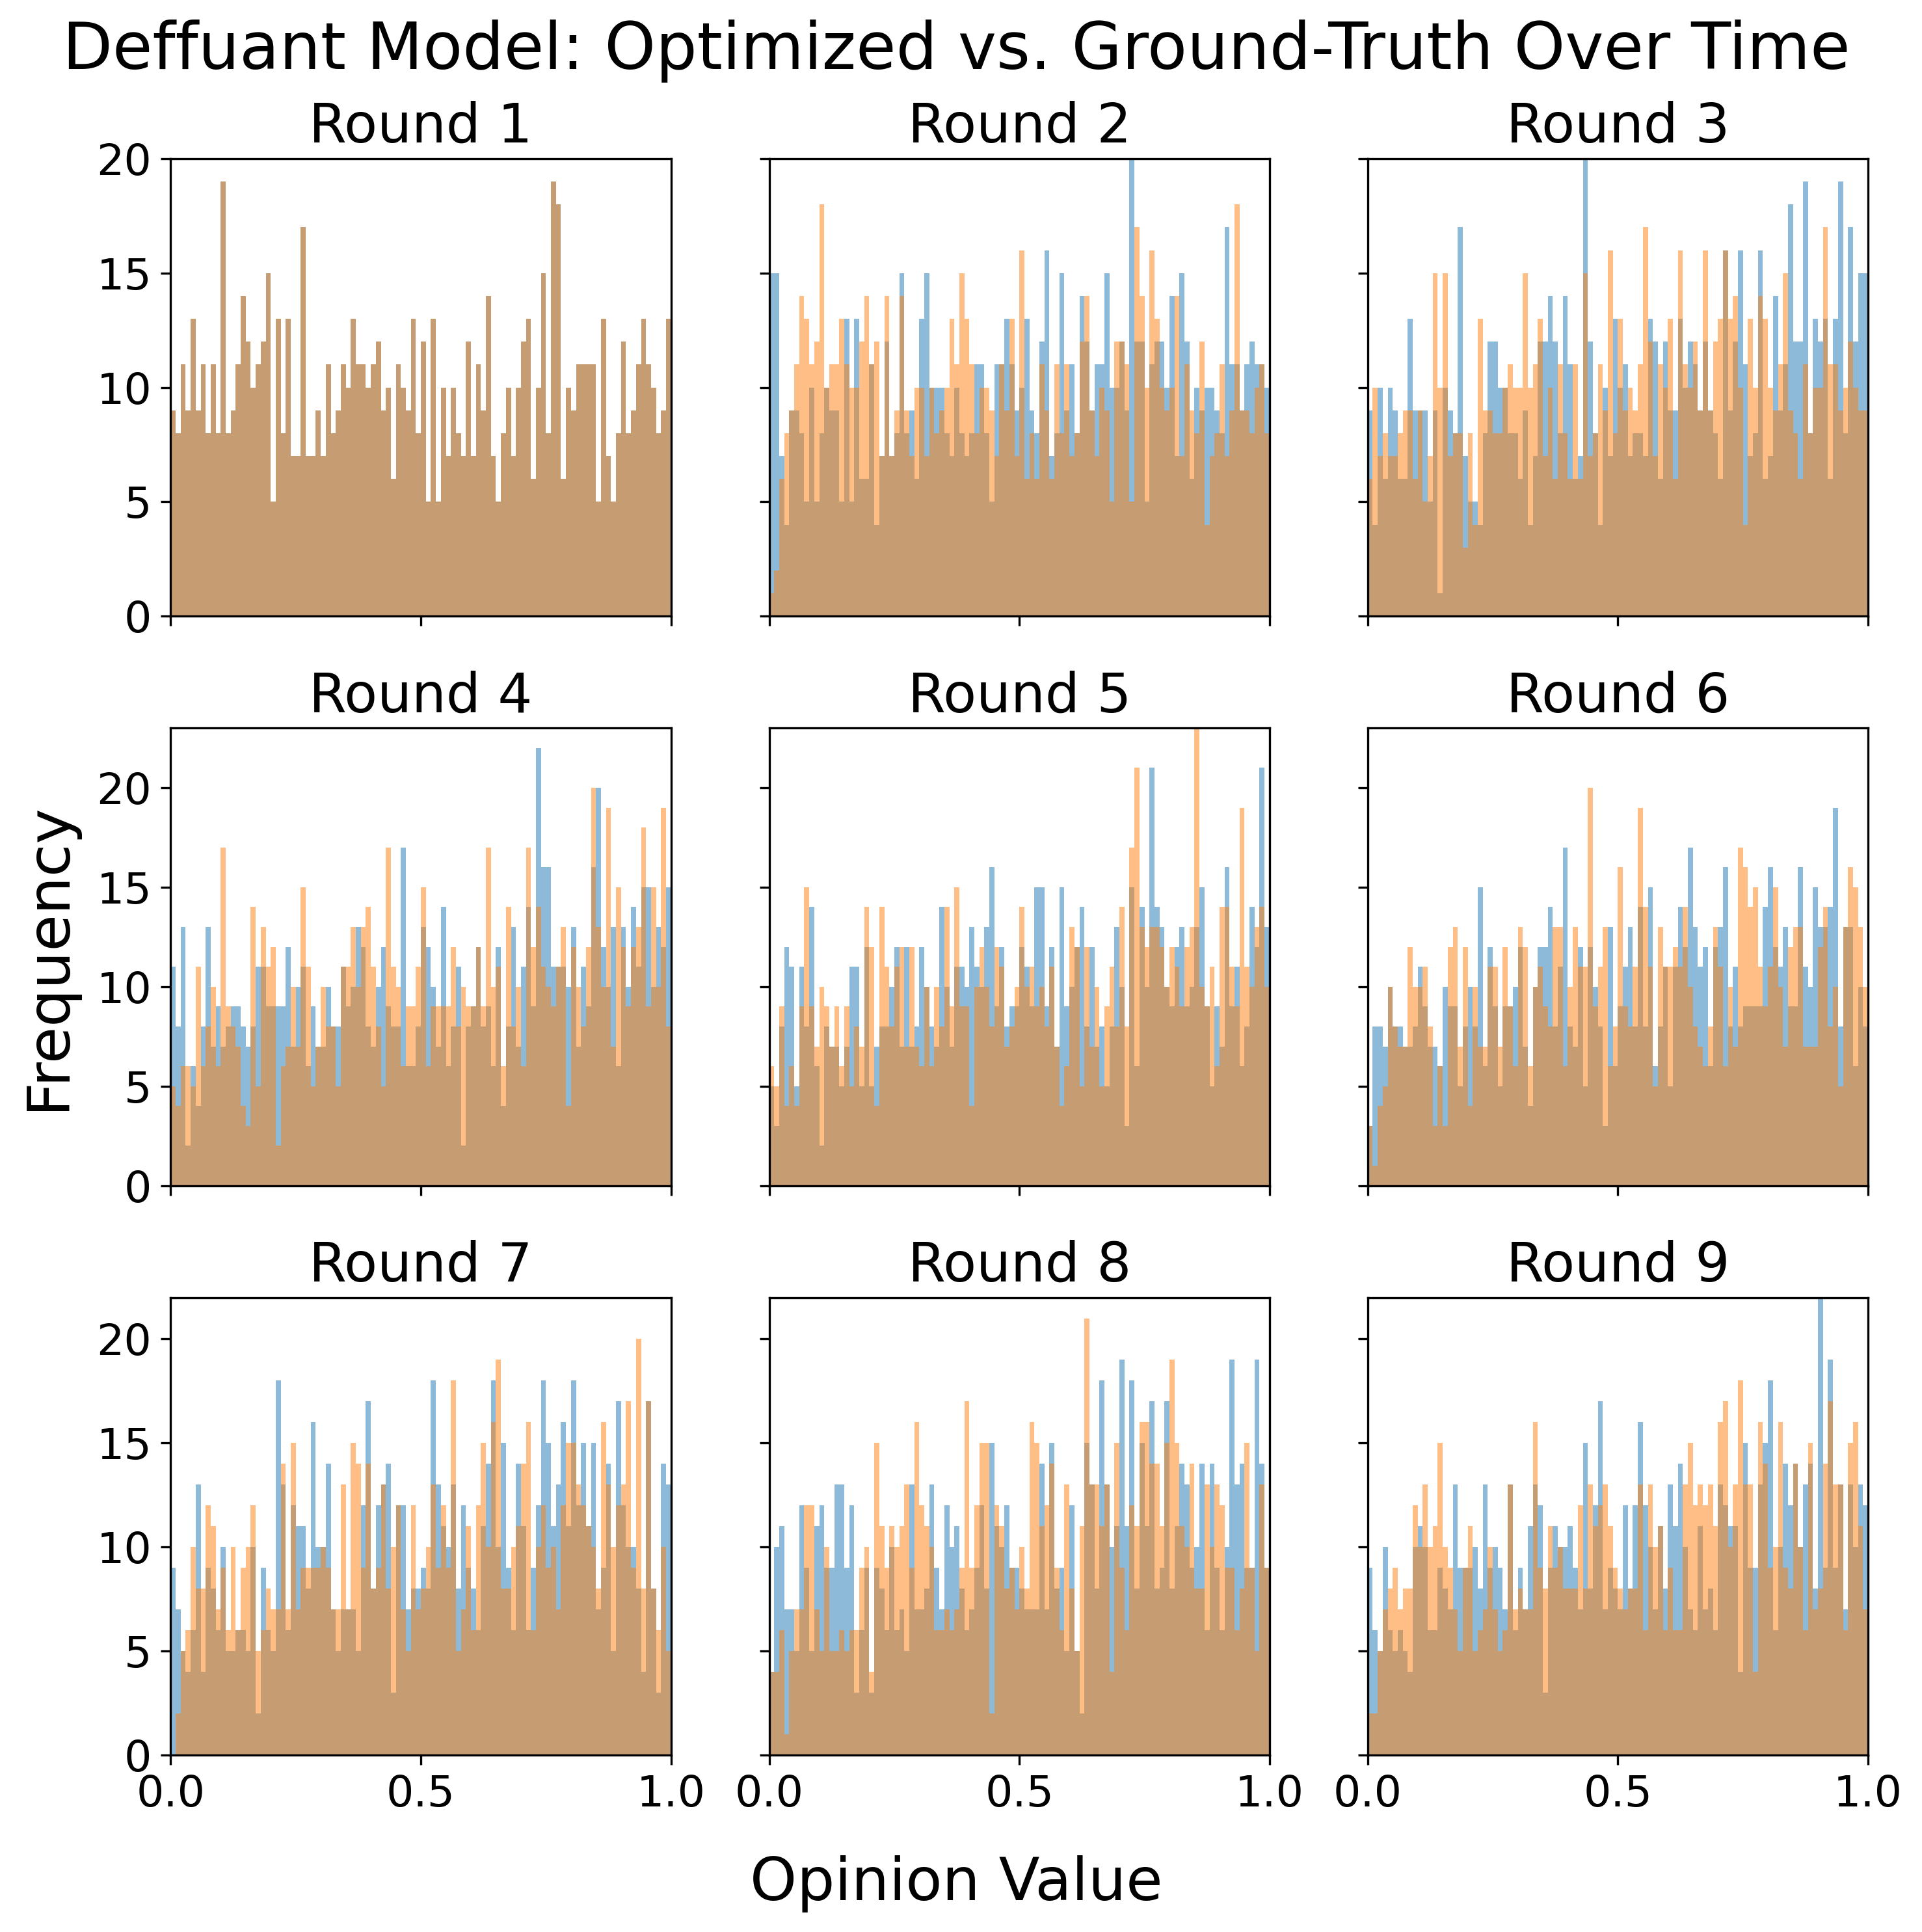 Deffuant Model: Optimized vs. Ground-Truth Over Time
Round 1
Round 2
Round 3
20
15
10
5
0
Round 4
Round 5
Round 6
20
15
10
5
0
Frequency
Round 7
Round 8
Round 9
20
15
10
5
0
0.0 0.5 1.0
0.0 0.5 1.0
0.0 0.5 1.0
Opinion Value